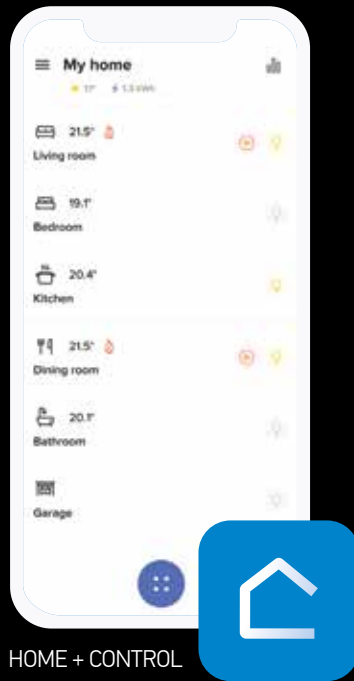 My home
11° 1.3 kWh
21.5°
Living room
19.1°
Bedroom
20.4°
Kitchen
21.5°
Dining room
20.1°
Bathroom
Garage
HOME + CONTROL